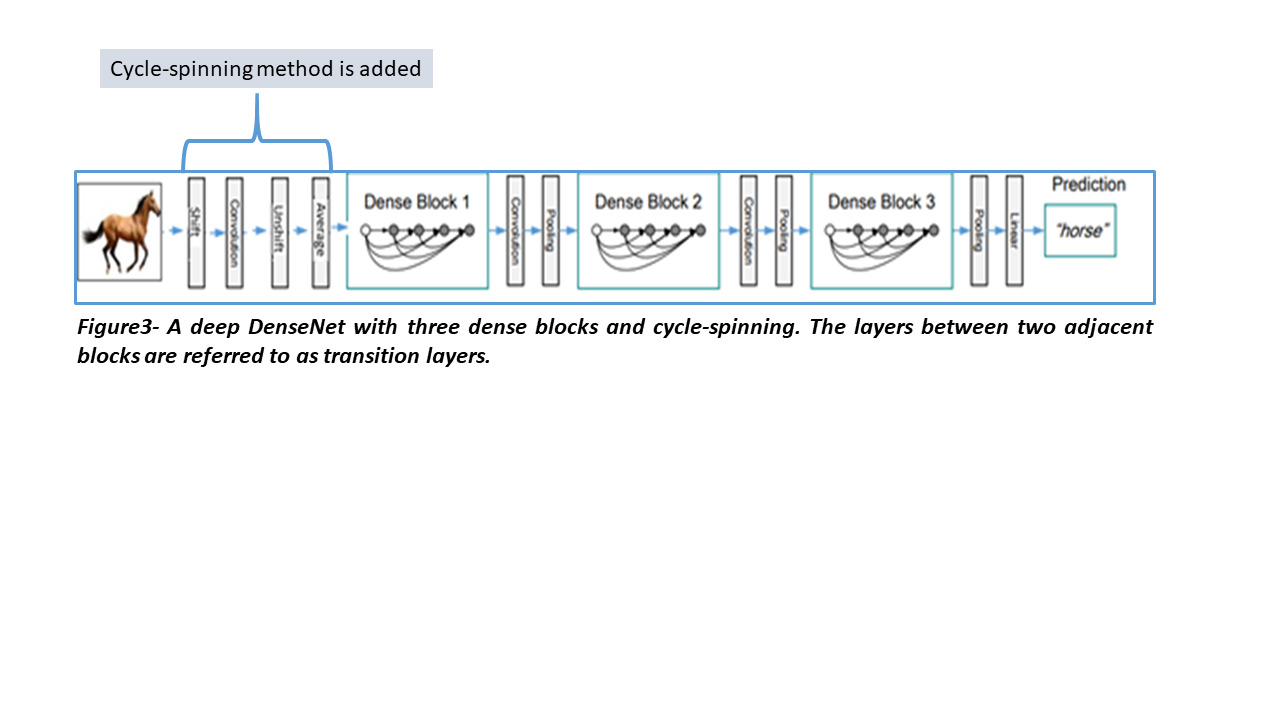 Cycle-spinning method is added
Shift
Convolution
Unshift
Average
Dense Block 1
Convolution
Pooling
Dense Block 2
Convolution
Pooling
Dense Block 3
Pooling
Linear
Prediction
"horse"
Figure3- A deep DenseNet with three dense blocks and cycle-spinning. The layers between two adjacent
blocks are referred to as transition layers.